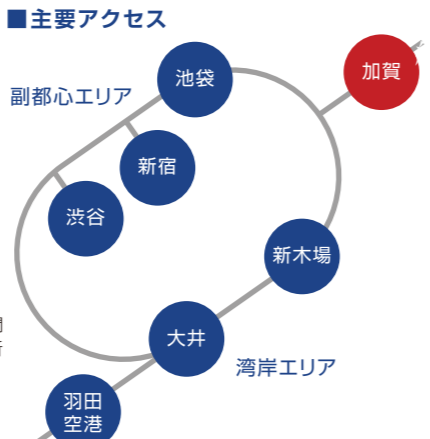 ■主要アクセス
加賀
池袋
副都心エリア
新宿
渋谷
新木場
大井
湾岸エリア
羽田
空港